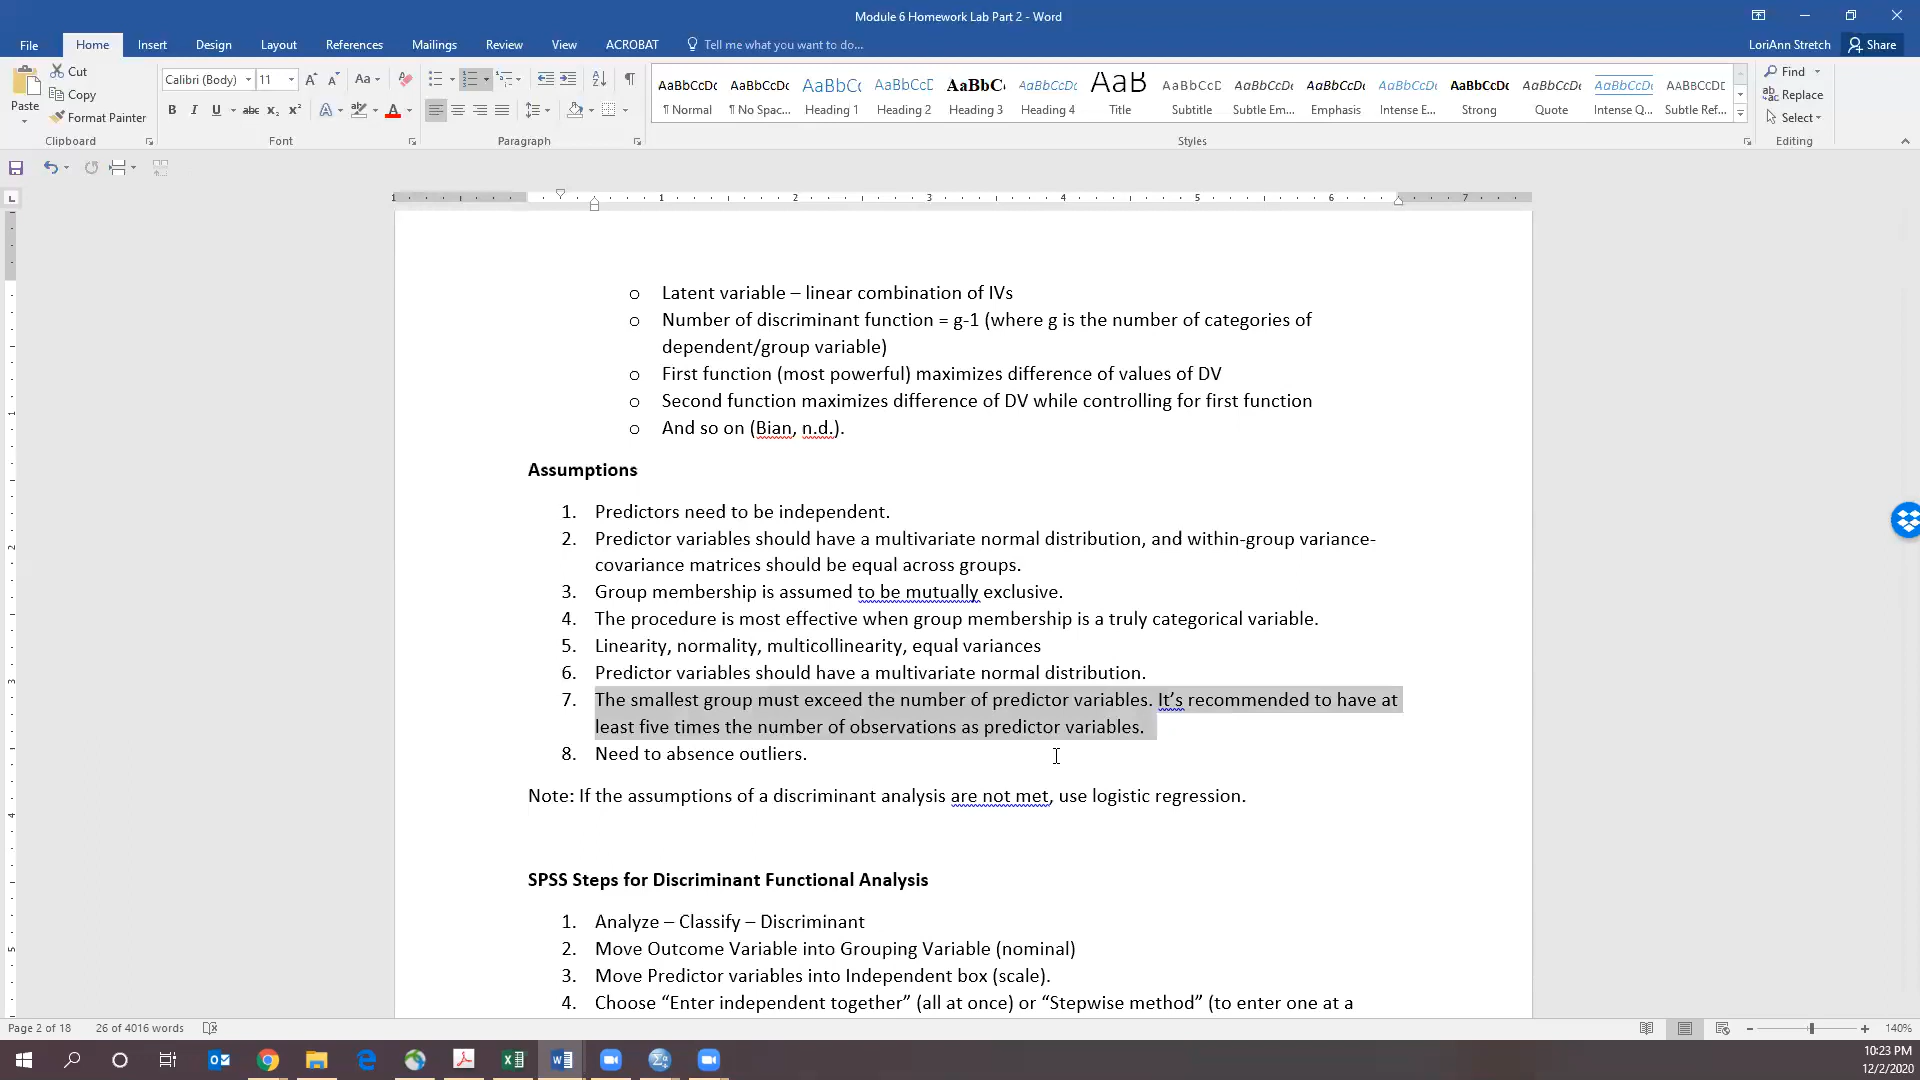 Module 6 Homework Lab Part 2 - Word
File Home Insert Design Layout References Mailings Review View ACROBAT Tell me what you want to do... LoriAnn Stretch Share
Paste Cut Copy Format Painter
Calibri (Body) 11 Aa
AaBbCcDc AaBbCcDc AaBbCc AaBbCcD AaBbC AaBbCcDc AaB AaBbCcD AaBbCcDc AaBbCcDc AaBbCcDc AaBbCcDc AaBbCcDc AaBbCcDc AABBCCDC
¶ Normal ¶ No Spac... Heading 1 Heading 2 Heading 3 Heading 4 Title Subtitle Subtle Em... Emphasis Intense E... Strong Quote Intense Q... Subtle Ref...
Find Replace Select
Clipboard Font Paragraph Styles Editing
1 1 2 3 4 5 6 7
o Latent variable – linear combination of IVs
o Number of discriminant function = g-1 (where g is the number of categories of
dependent/group variable)
o First function (most powerful) maximizes difference of values of DV
o Second function maximizes difference of DV while controlling for first function
o And so on (Bian, n.d.).
Assumptions
1. Predictors need to be independent.
2. Predictor variables should have a multivariate normal distribution, and within-group variance-
covariance matrices should be equal across groups.
3. Group membership is assumed to be mutually exclusive.
4. The procedure is most effective when group membership is a truly categorical variable.
5. Linearity, normality, multicollinearity, equal variances
6. Predictor variables should have a multivariate normal distribution.
7. The smallest group must exceed the number of predictor variables. It’s recommended to have at
least five times the number of observations as predictor variables.
8. Need to absence outliers.
Note: If the assumptions of a discriminant analysis are not met, use logistic regression.
SPSS Steps for Discriminant Functional Analysis
1. Analyze – Classify – Discriminant
2. Move Outcome Variable into Grouping Variable (nominal)
3. Move Predictor variables into Independent box (scale).
4. Choose “Enter independent together” (all at once) or “Stepwise method” (to enter one at a
Page 2 of 18 26 of 4016 words 140%
10:23 PM
12/2/2020